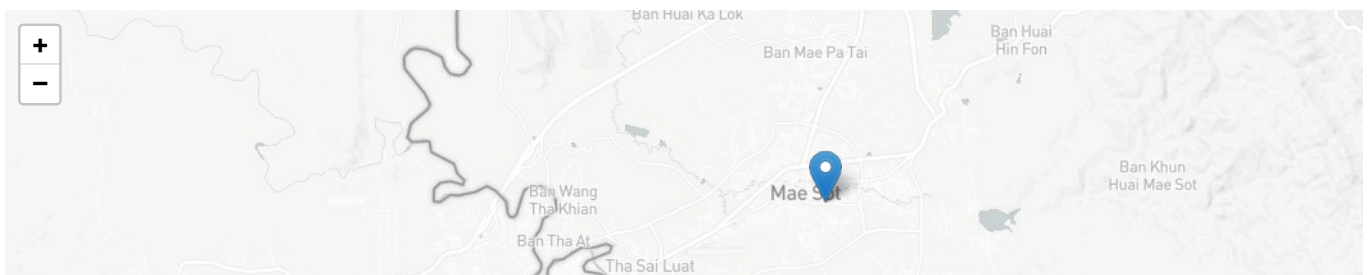 +
−
Ban Huai Ka Lok
Ban Mae Pa Tai
Ban Huai
Hin Fon
Ban Khun
Huai Mae Sot
Mae Sot
Ban Wang
Tha Khian
Ban Tha At
Tha Sai Luat